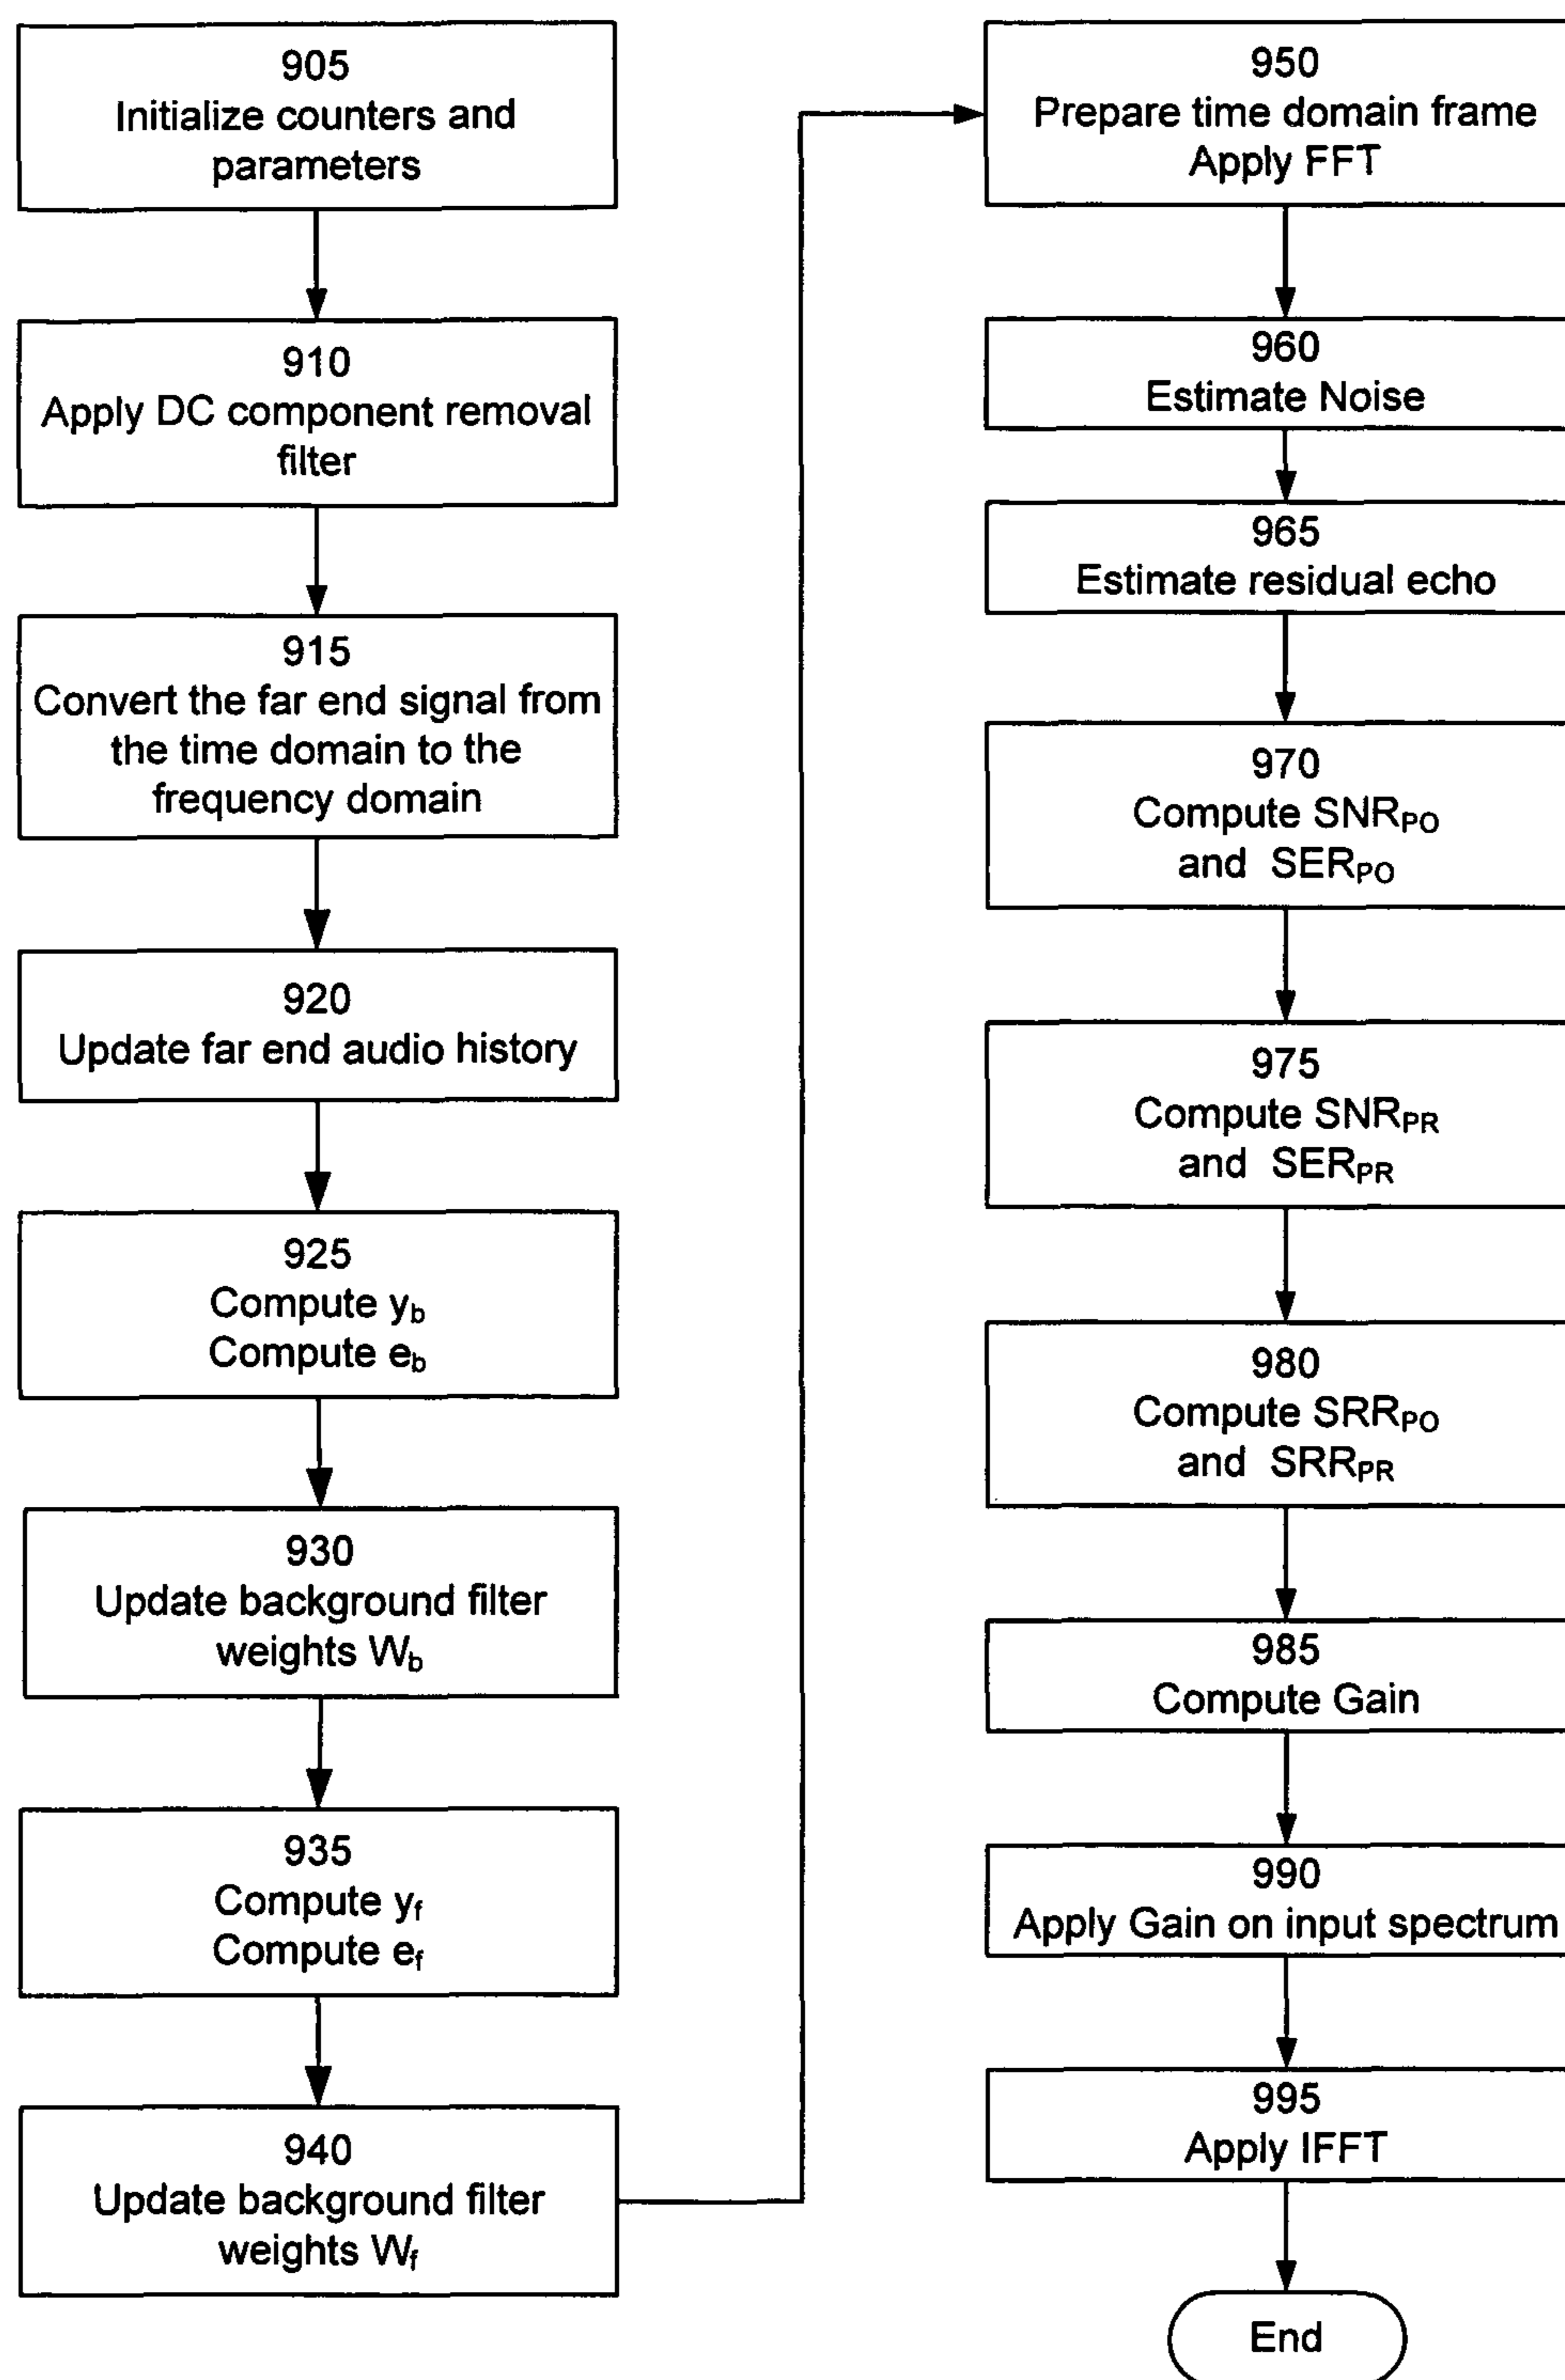 905
Initialize counters and
parameters
910
Apply DC component removal
filter
915
Convert the far end signal from
the time domain to the
frequency domain
920
Update far end audio history
925
Compute yb
Compute eb
930
Update background filter
weights Wb
935
Compute yf
Compute ef
940
Update background filter
weights Wf
950
Prepare time domain frame
Apply FFT
960
Estimate Noise
965
Estimate residual echo
970
Compute SNRPO
and SERPO
975
Compute SNRPR
and SERPR
980
Compute SRRPO
and SRRPR
985
Compute Gain
990
Apply Gain on input spectrum
995
Apply IFFT
End